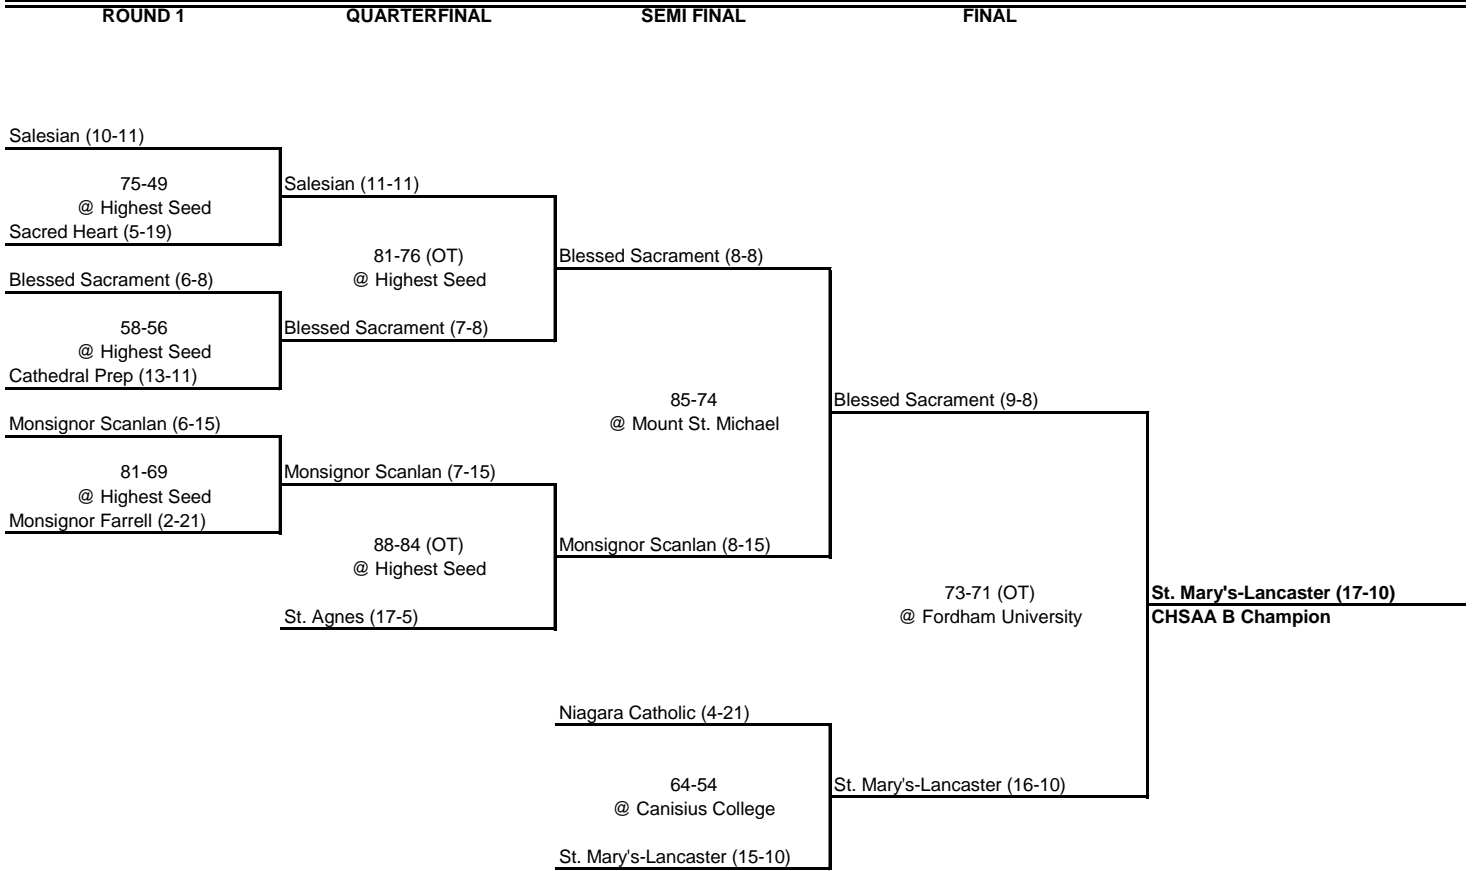 ROUND 1 QUARTERFINAL SEMI FINAL FINAL
Salesian (10-11)
75-49
@ Highest Seed
Sacred Heart (5-19)
Salesian (11-11)
81-76 (OT)
@ Highest Seed
Blessed Sacrament (6-8)
58-56
@ Highest Seed
Cathedral Prep (13-11)
Blessed Sacrament (7-8)
Blessed Sacrament (8-8)
85-74
@ Mount St. Michael
Monsignor Scanlan (6-15)
81-69
@ Highest Seed
Monsignor Farrell (2-21)
Monsignor Scanlan (7-15)
88-84 (OT)
@ Highest Seed
St. Agnes (17-5)
Monsignor Scanlan (8-15)
Blessed Sacrament (9-8)
73-71 (OT)
@ Fordham University
St. Mary's-Lancaster (17-10)
CHSAA B Champion
Niagara Catholic (4-21)
64-54
@ Canisius College
St. Mary's-Lancaster (15-10)
St. Mary's-Lancaster (16-10)